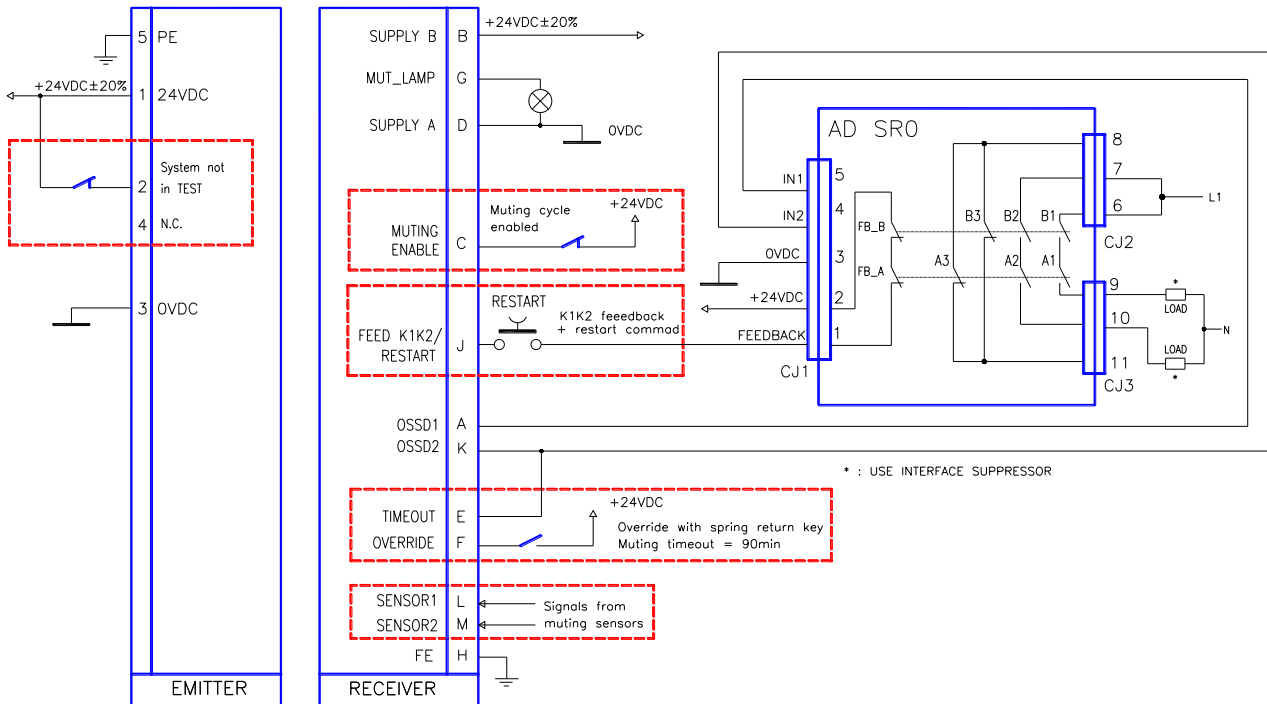 5 PE
+24VDC±20%
1 24VDC
System not
in TEST
2
4 N.C.
3 0VDC
EMITTER
SUPPLY B B
+24VDC±20%
MUT_LAMP G
SUPPLY A D
0VDC
MUTING
ENABLE C
Muting cycle
enabled
+24VDC
RESTART
FEED K1K2/
RESTART J
K1K2 feeedback
+ restart commad
OSSD1 A
OSSD2 K
TIMEOUT E
OVERRIDE F
+24VDC
Override with spring return key
Muting timeout = 90min
SENSOR1 L
SENSOR2 M
Signals from
muting sensors
FE H
RECEIVER
AD SR0
IN1 5
IN2 4
0VDC 3
+24VDC 2
FEEDBACK 1
CJ1
FB_B
FB_A
B3 B2 B1
A3 A2 A1
8
7
6
CJ2
L1
9
10
11
CJ3
*
LOAD
N
LOAD
*
* : USE INTERFACE SUPPRESSOR